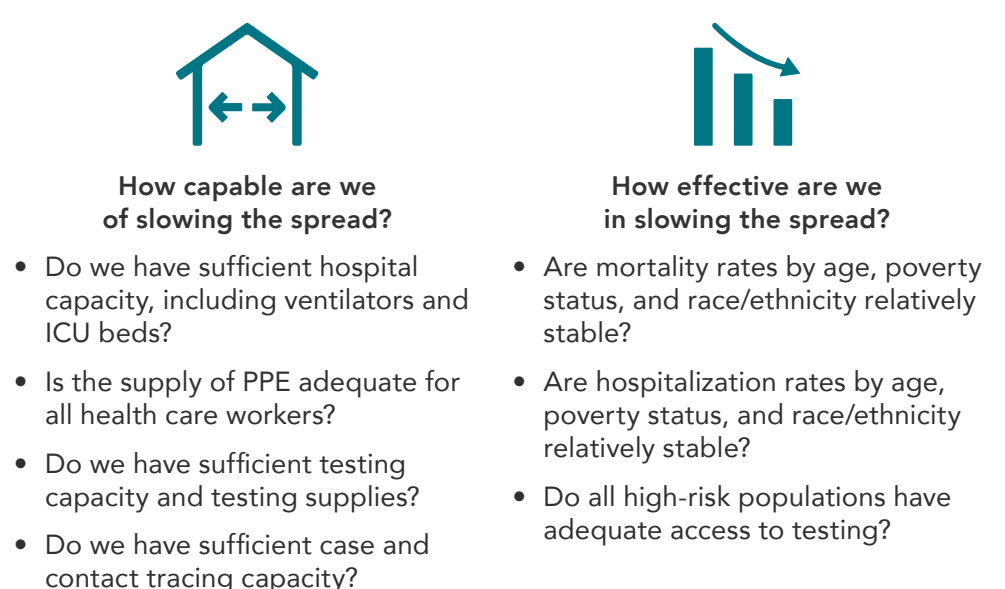 How capable are we
of slowing the spread?
• Do we have sufficient hospital
capacity, including ventilators and
ICU beds?
• Is the supply of PPE adequate for
all health care workers?
• Do we have sufficient testing
capacity and testing supplies?
• Do we have sufficient case and
contact tracing capacity?
How effective are we
in slowing the spread?
• Are mortality rates by age, poverty
status, and race/ethnicity relatively
stable?
• Are hospitalization rates by age,
poverty status, and race/ethnicity
relatively stable?
• Do all high-risk populations have
adequate access to testing?